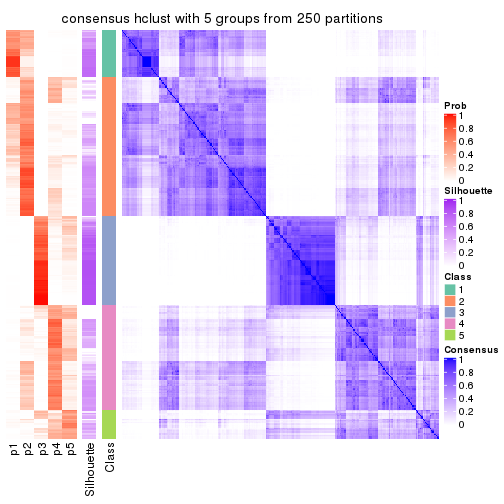 consensus hclust with 5 groups from 250 partitions
Prob
1
0.8
0.6
0.4
0.2
0
Silhouette
1
0.8
0.6
0.4
0.2
0
Class
1
2
3
4
5
Consensus
1
0.8
0.6
0.4
0.2
0
p1
p2
p3
p4
p5
Silhouette
Class